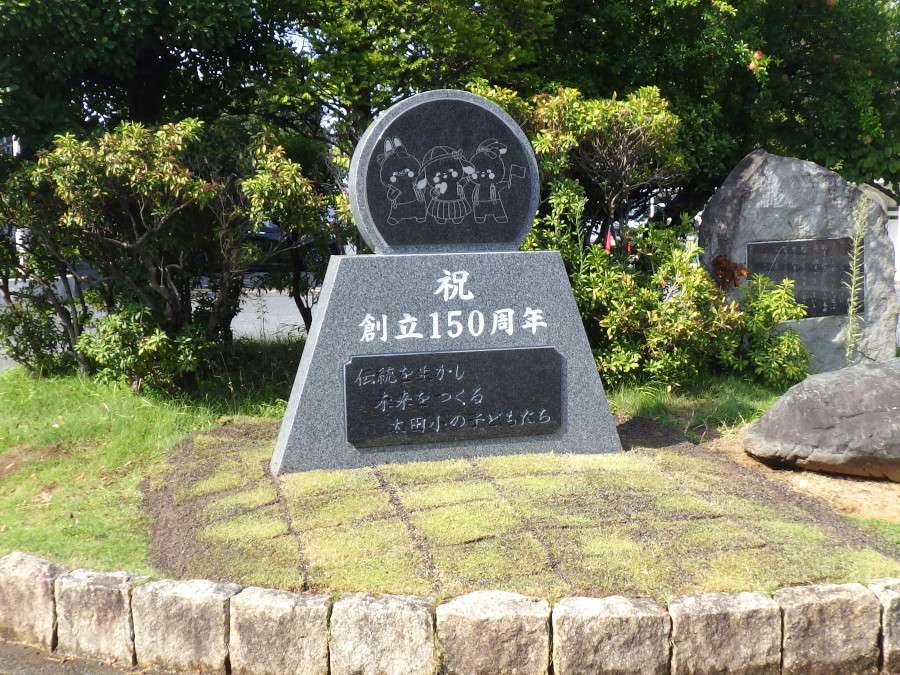 祝
創立150周年
伝統を生かし
未来をつくる
太田小の子どもたち